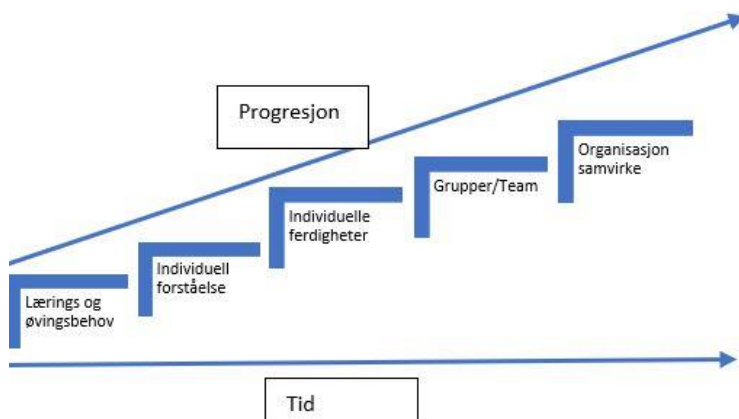 Progresjon
Organisasjon
samvirke
Grupper/Team
Individuelle
ferdigheter
Individuell
forståelse
Lærings og
øvingsbehov
Tid